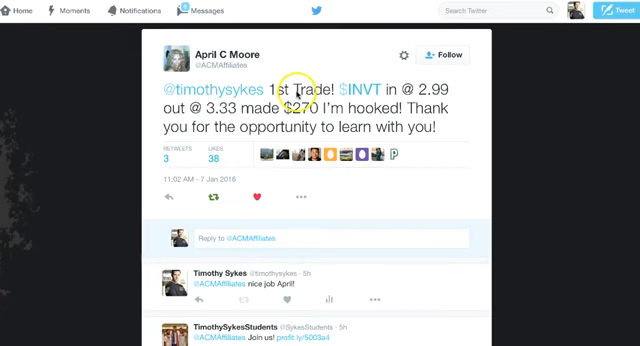 Home Moments Notifications Messages Search Twitter Tweet
April C Moore
@ACMAffiliates
Follow
@timothysykes 1st Trade! $INVT in @ 2.99
out @ 3.33 made $270 I'm hooked! Thank
you for the opportunity to learn with you!
RETWEETS LIKES
3 38
11:02 AM - 7 Jan 2016
Reply to @ACMAffiliates
Timothy Sykes @timothysykes · 5h
@ACMAffiliates nice job April!
TimothySykesStudents @SykesStudents · 5h
@ACMAffiliates Join us! profit.ly/5003a4